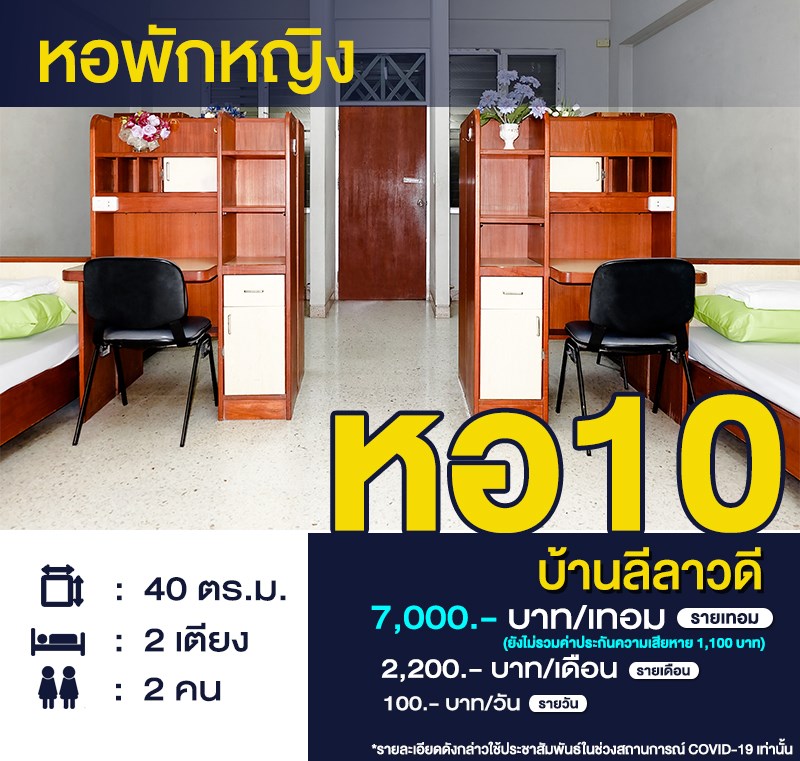 หอพักหญิง
หอ10
บ้านลีลาวดี
: 40 ตร.ม.
: 2 เตียง
: 2 คน
7,000.- บาท/เทอม รายเทอม
(ยังไม่รวมค่าประกันความเสียหาย 1,100 บาท)
2,200.- บาท/เดือน รายเดือน
100.- บาท/วัน รายวัน
*รายละเอียดดังกล่าวใช้ประชาสัมพันธ์ในช่วงสถานการณ์ COVID-19 เท่านั้น